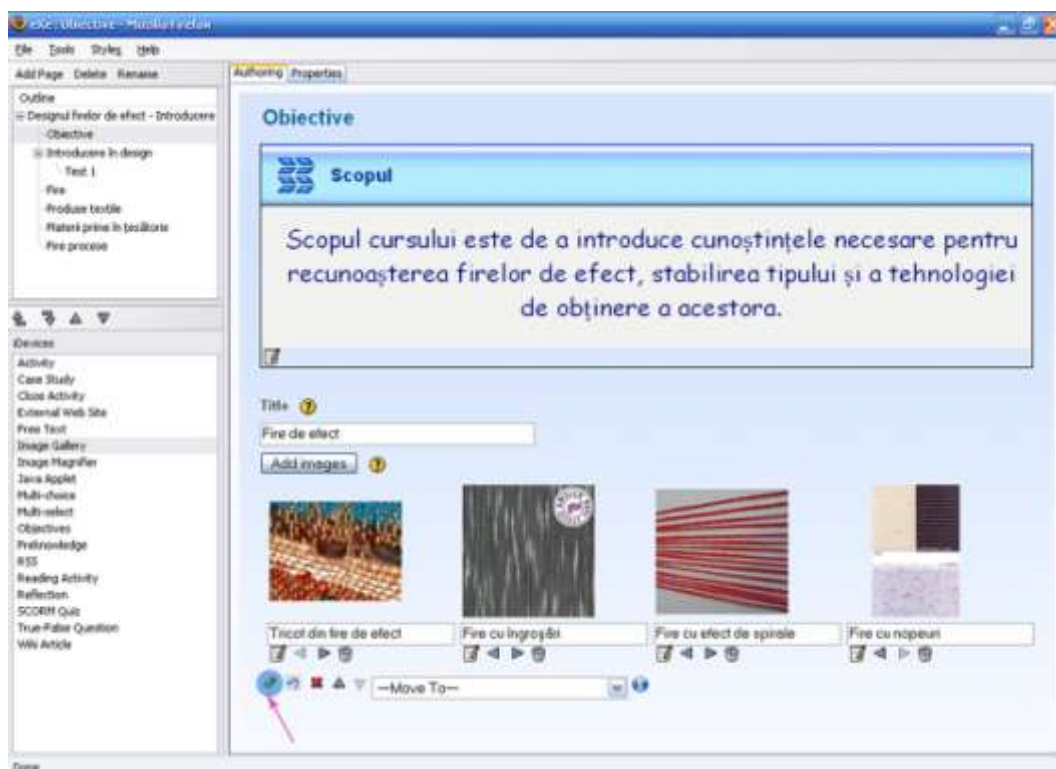 eXe : Obiective - Mozilla Firefox
File Tools Styles Help
Add Page Delete Rename
Outline
Designul firelor de efect - Introducere
Obiective
Introducere în design
Test 1
Fire
Produse textile
Materii prime în țesătorie
Fire procese
iDevices
Activity
Case Study
Cloze Activity
External Web Site
Free Text
Image Gallery
Image Magnifier
Java Applet
Multi-choice
Multi-select
Objectives
Preknowledge
RSS
Reading Activity
Reflection
SCORM Quiz
True-False Question
Wiki Article
Done
Authoring Properties
Obiective
Scopul
Scopul cursului este de a introduce cunoștințele necesare pentru
recunoașterea firelor de efect, stabilirea tipului și a tehnologiei
de obținere a acestora.
Title
Fire de efect
Add images
Tricot din fire de efect Fire cu îngroșări Fire cu efect de spirale Fire cu nopeuri
---Move To---